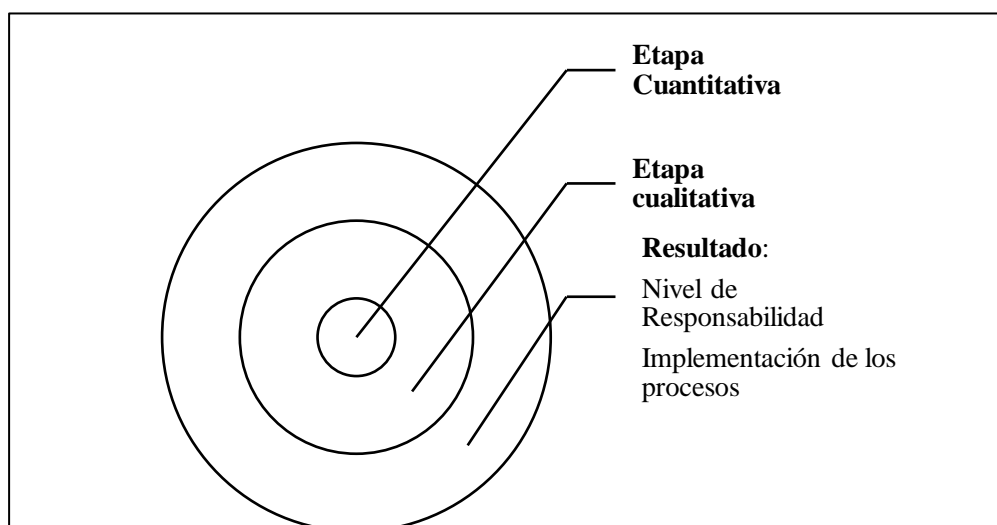 Etapa
Cuantitativa
Etapa
cualitativa
Resultado:
Nivel de
Responsabilidad
Implementación de los
procesos